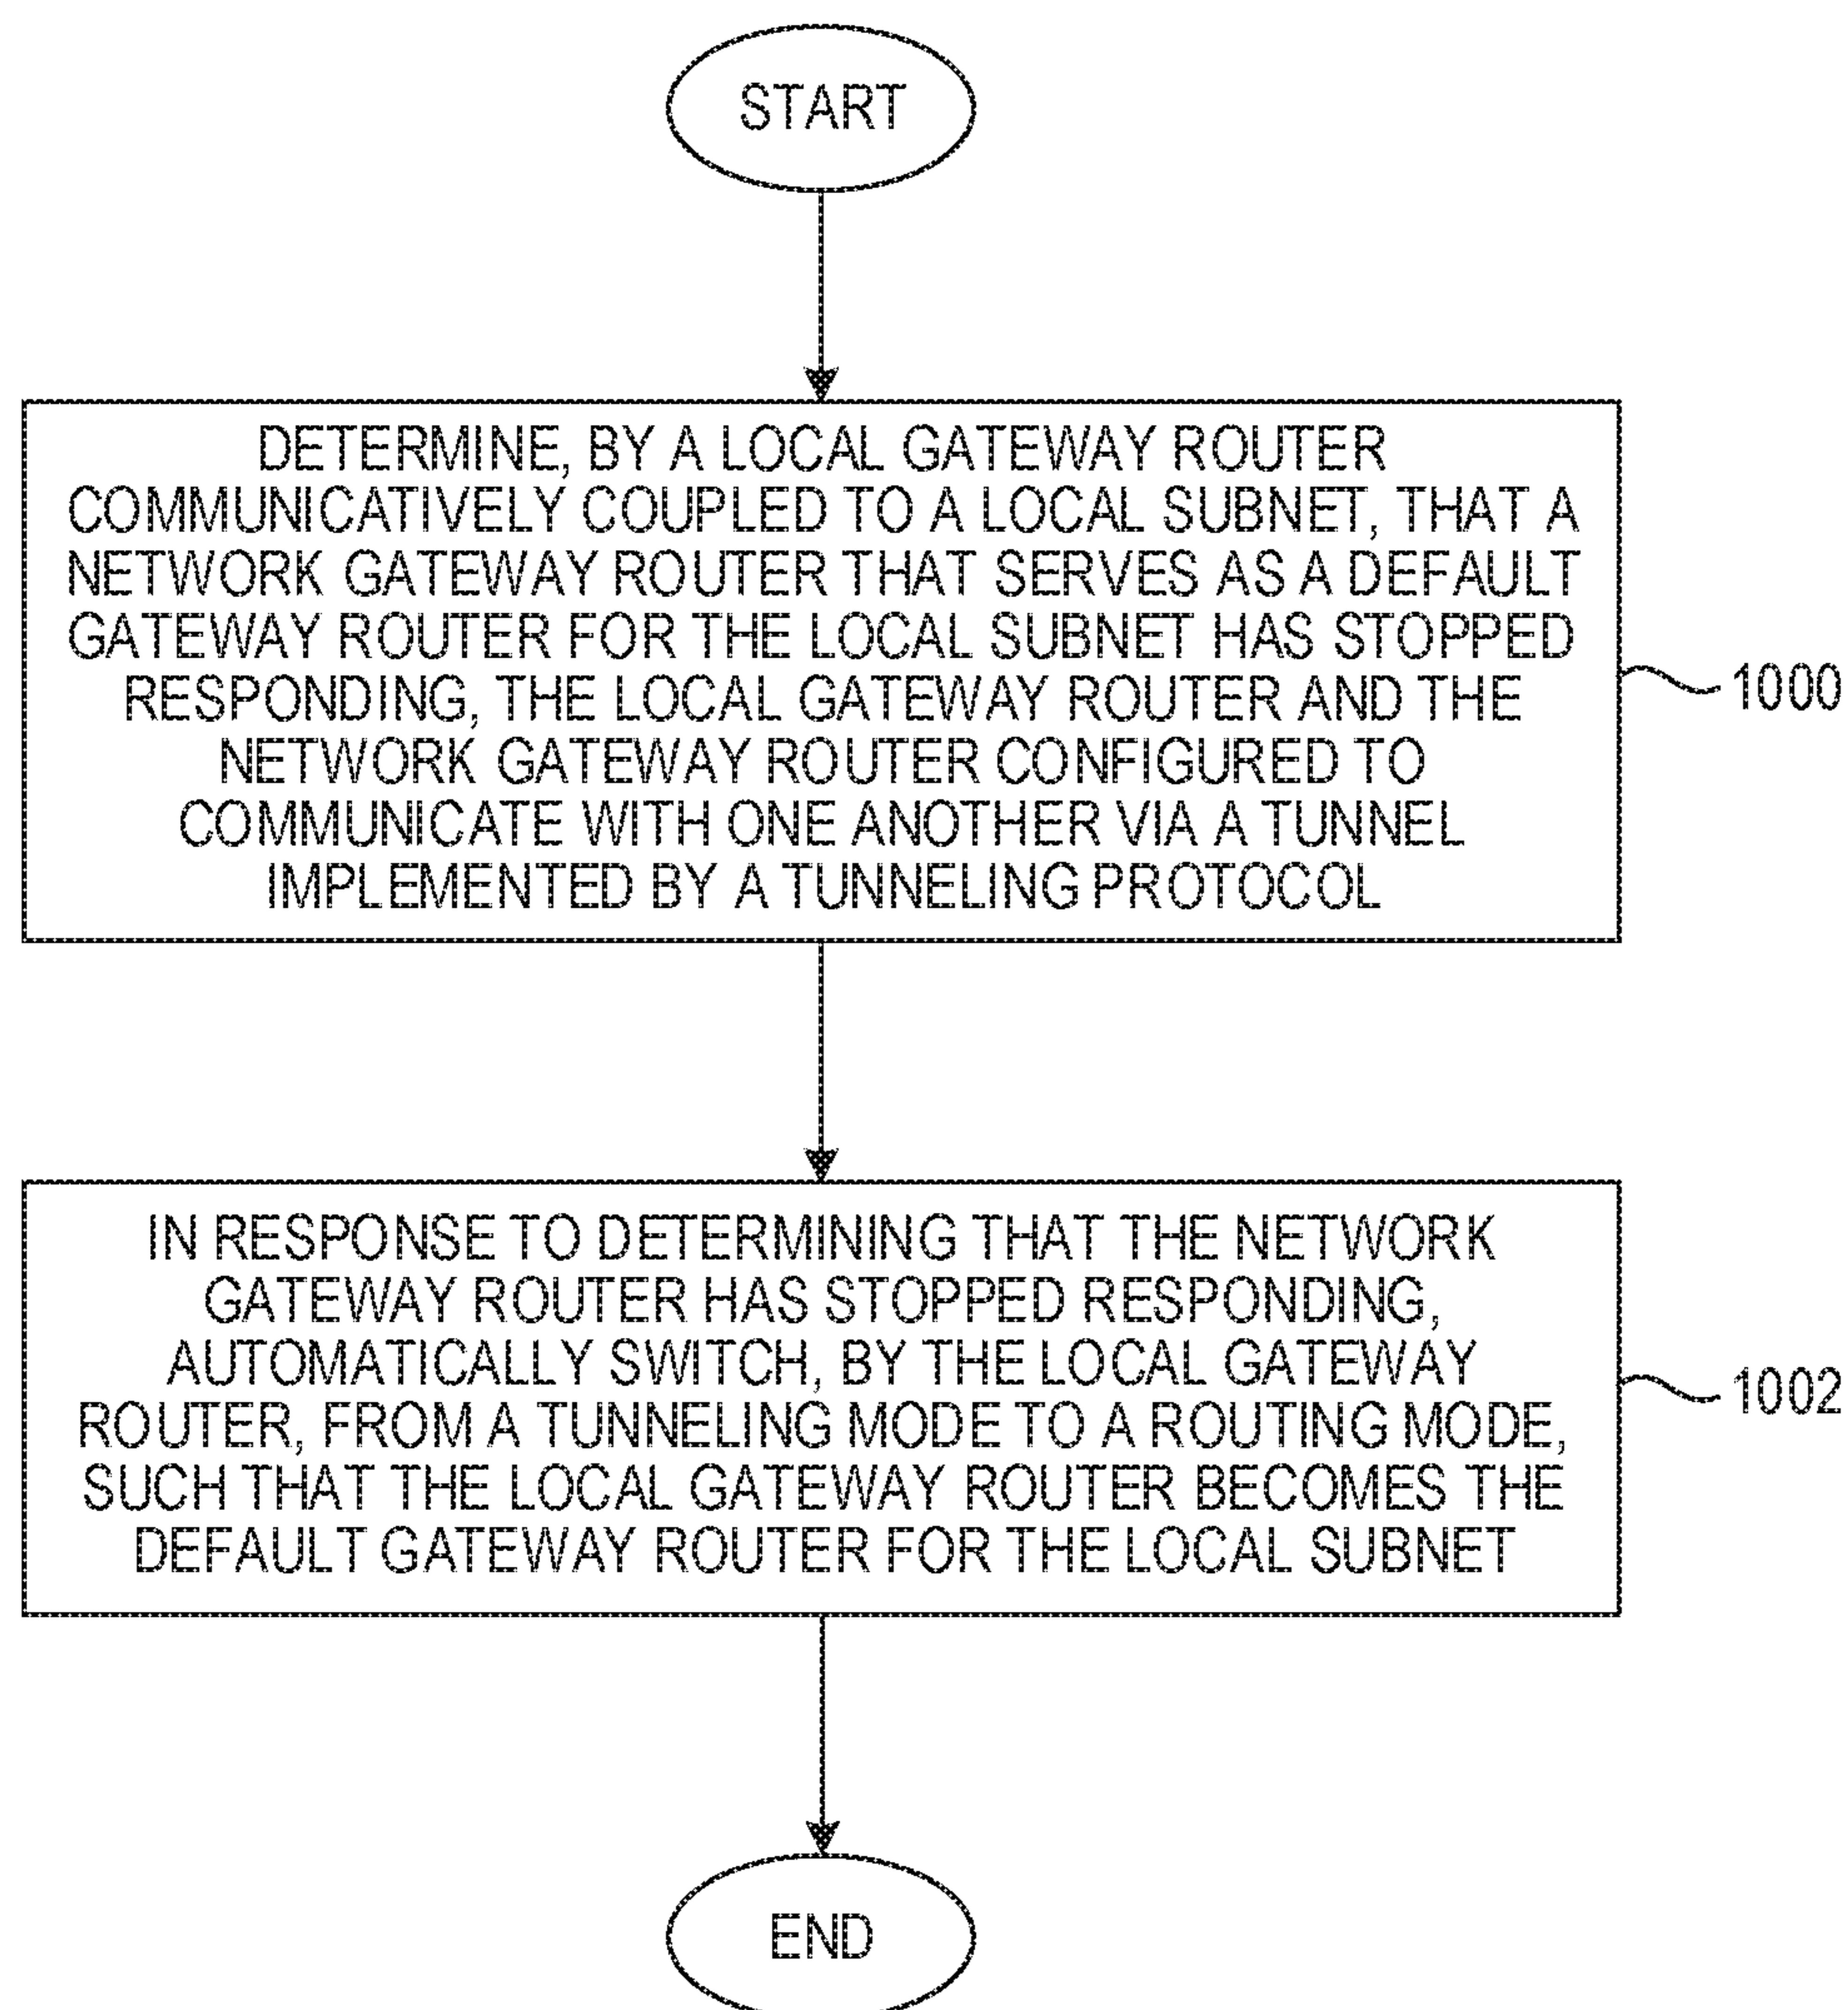 START
DETERMINE, BY A LOCAL GATEWAY ROUTER
COMMUNICATIVELY COUPLED TO A LOCAL SUBNET, THAT A
NETWORK GATEWAY ROUTER THAT SERVES AS A DEFAULT
GATEWAY ROUTER FOR THE LOCAL SUBNET HAS STOPPED
RESPONDING, THE LOCAL GATEWAY ROUTER AND THE
NETWORK GATEWAY ROUTER CONFIGURED TO
COMMUNICATE WITH ONE ANOTHER VIA A TUNNEL
IMPLEMENTED BY A TUNNELING PROTOCOL
1000
IN RESPONSE TO DETERMINING THAT THE NETWORK
GATEWAY ROUTER HAS STOPPED RESPONDING,
AUTOMATICALLY SWITCH, BY THE LOCAL GATEWAY
ROUTER, FROM A TUNNELING MODE TO A ROUTING MODE,
SUCH THAT THE LOCAL GATEWAY ROUTER BECOMES THE
DEFAULT GATEWAY ROUTER FOR THE LOCAL SUBNET
1002
END